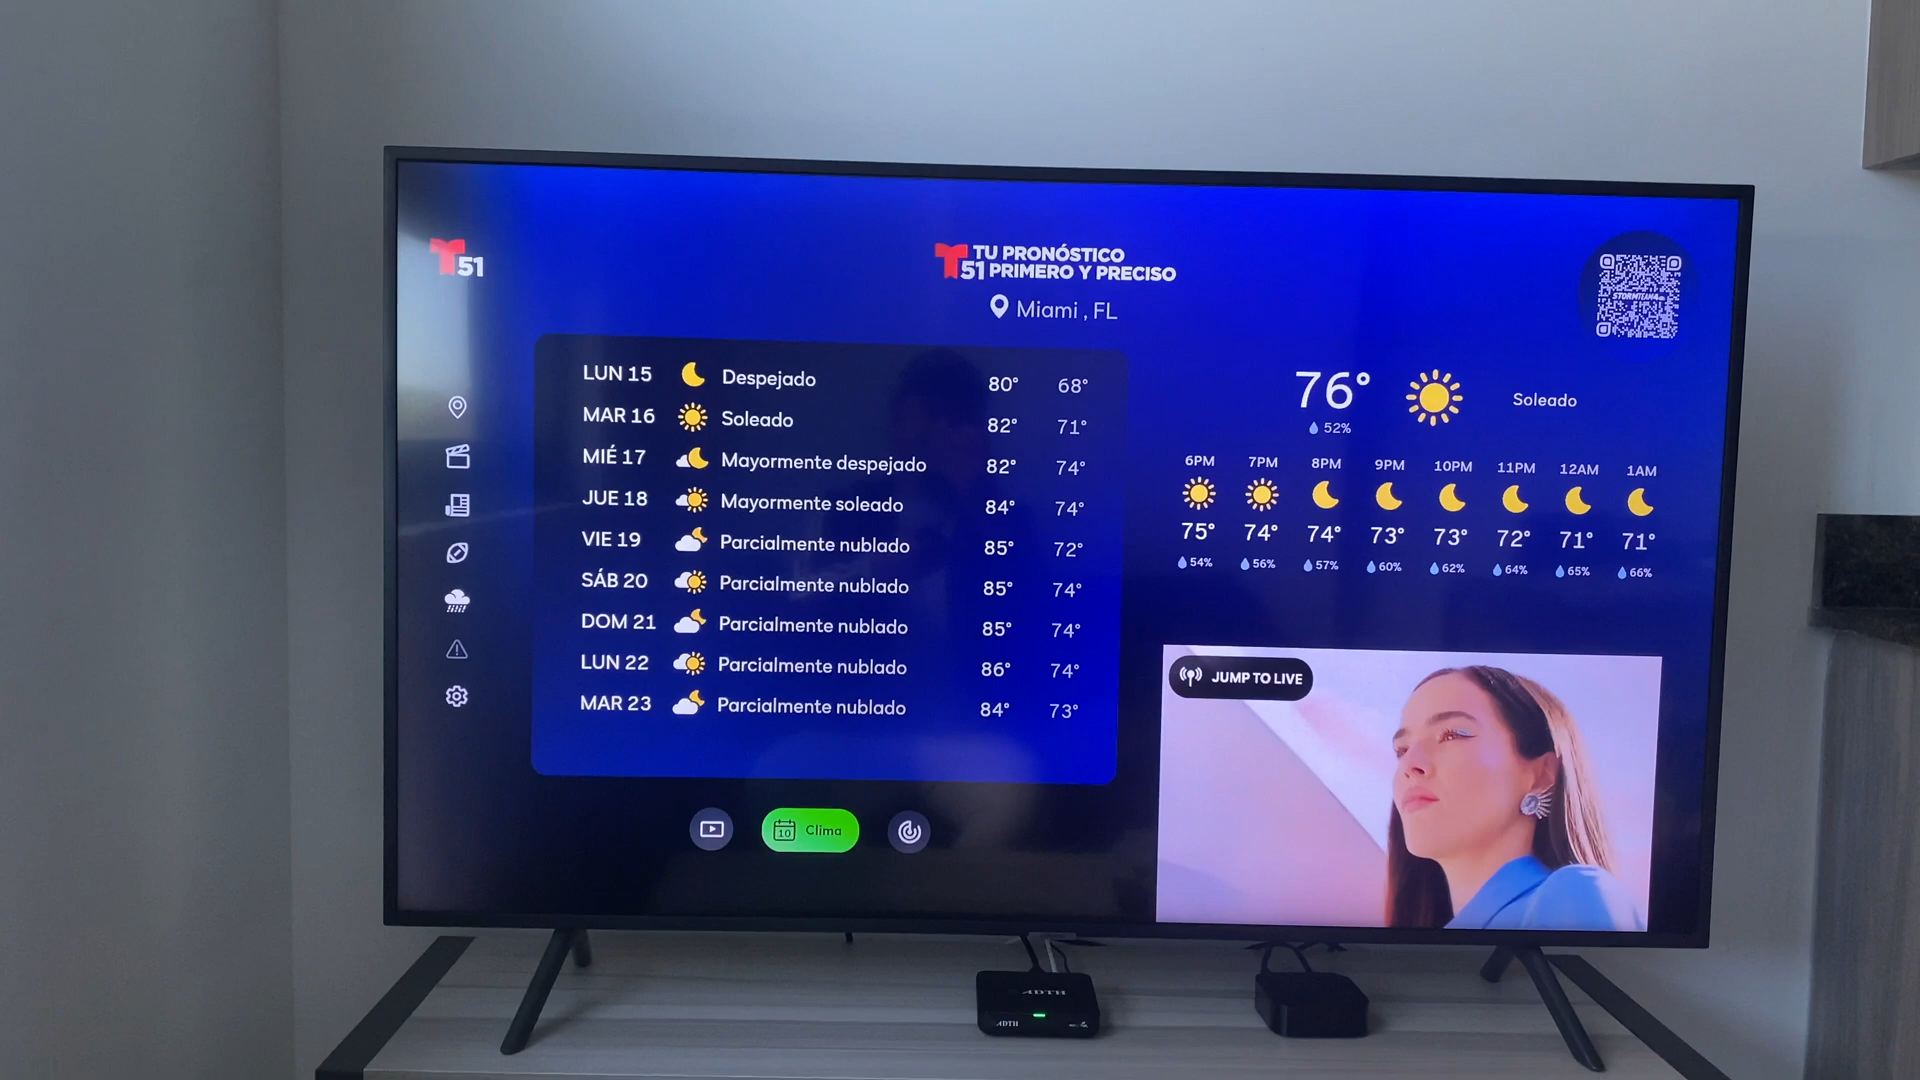 51
TU PRONÓSTICO
51 PRIMERO Y PRECISO
Miami , FL
STORMTEAM
LUN 15 Despejado 80° 68°
MAR 16 Soleado 82° 71°
MIÉ 17 Mayormente despejado 82° 74°
JUE 18 Mayormente soleado 84° 74°
VIE 19 Parcialmente nublado 85° 72°
SÁB 20 Parcialmente nublado 85° 74°
DOM 21 Parcialmente nublado 85° 74°
LUN 22 Parcialmente nublado 86° 74°
MAR 23 Parcialmente nublado 84° 73°
76° Soleado
52%
6PM 7PM 8PM 9PM 10PM 11PM 12AM 1AM
75° 74° 74° 73° 73° 72° 71° 71°
54% 56% 57% 60% 62% 64% 65% 66%
JUMP TO LIVE
10 Clima
ADTH
ADTH